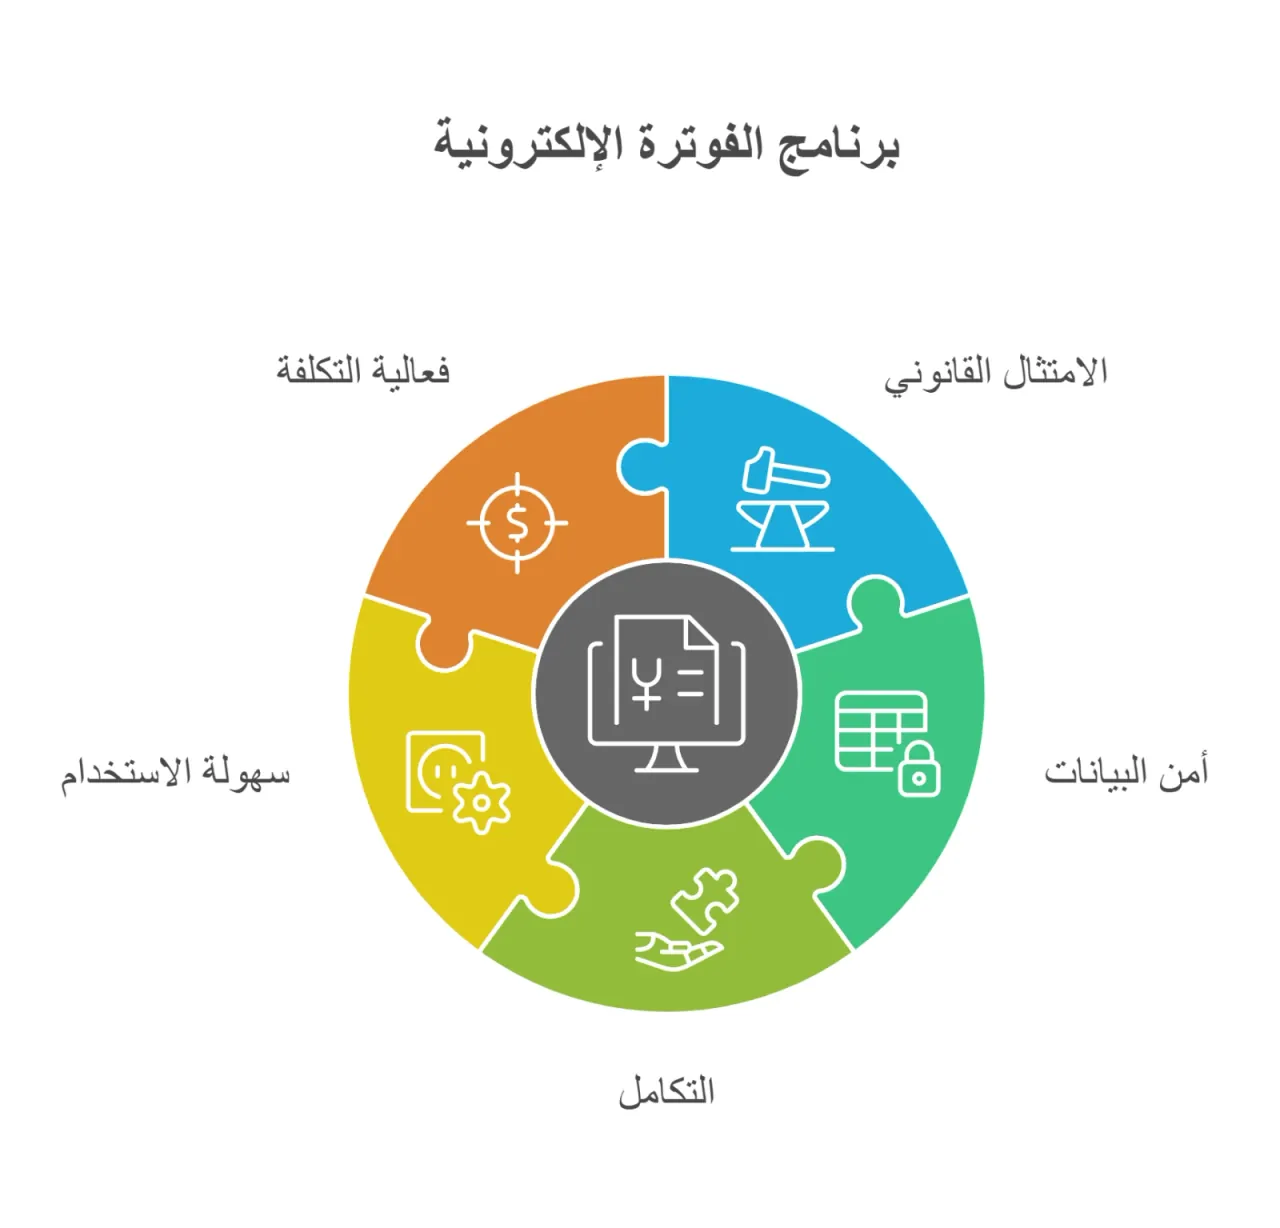 برنامج الفوترة الإلكترونية
الامتثال القانوني
فعالية التكلفة
أمن البيانات
سهولة الاستخدام
التكامل